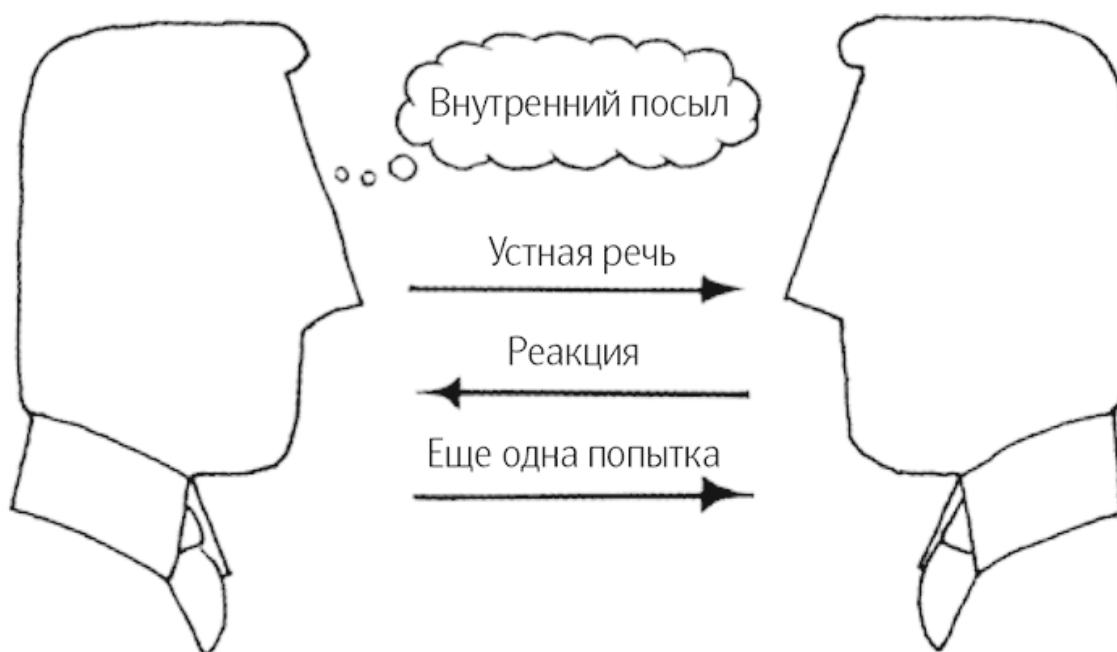 Внутренний посыл
Устная речь
Реакция
Еще одна попытка